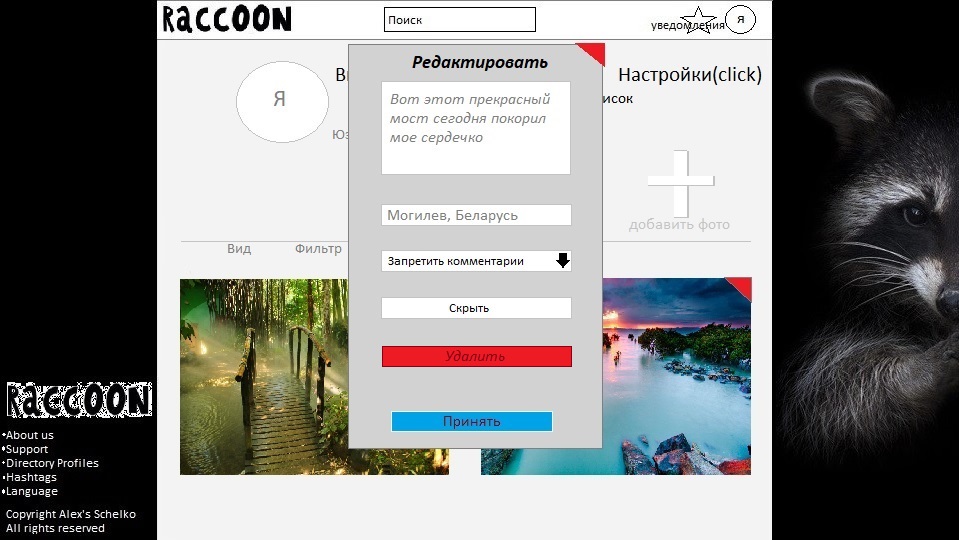 RaccOON
Поиск
уведомления
я
Редактировать
Настройки(click)
Я
Вот этот прекрасный
мост сегодня покорил
мое сердечко
Могилев, Беларусь
добавить фото
Вид
Фильтр
Запретить комментарии
Скрыть
Удалить
Принять
RaccOON
•About us
•Support
•Directory Profiles
•Hashtags
•Language
Copyright Alex's Schelko
All rights reserved